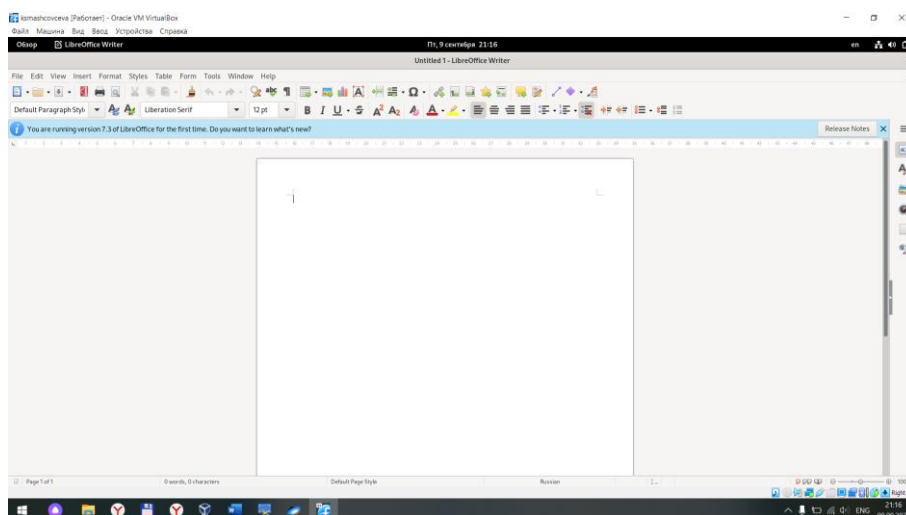 ksmashcovceva [Работает] - Oracle VM VirtualBox
Файл Машина Вид Ввод Устройства Справка
Обзор LibreOffice Writer Пт, 9 сентября 21:16 en
Untitled 1 - LibreOffice Writer
File Edit View Insert Format Styles Table Form Tools Window Help
Default Paragraph Styl Liberation Serif 12 pt
You are running version 7.3 of LibreOffice for the first time. Do you want to learn what's new? Release Notes
Page 1 of 1 0 words, 0 characters Default Page Style Russian 100
Right
ENG 21:16